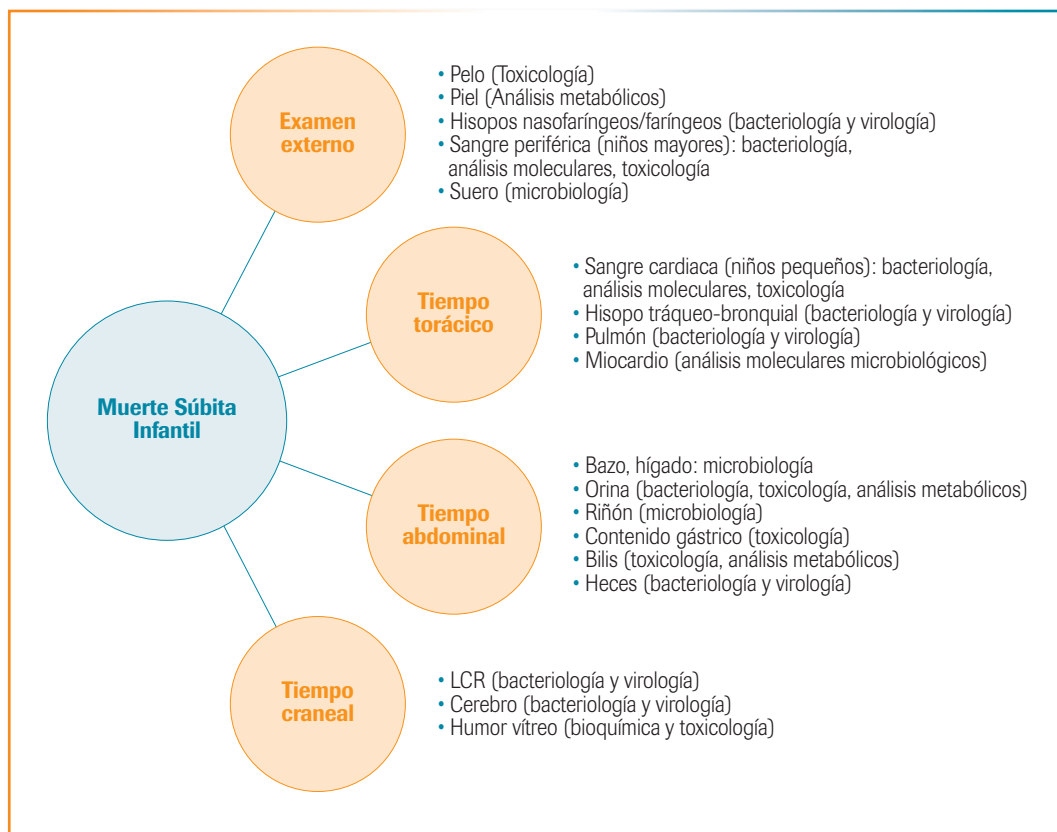 Examen
externo
• Pelo (Toxicología)
• Piel (Análisis metabólicos)
• Hisopos nasofaríngeos/faríngeos (bacteriología y virología)
• Sangre periférica (niños mayores): bacteriología,
análisis moleculares, toxicología
• Suero (microbiología)
Tiempo
torácico
• Sangre cardiaca (niños pequeños): bacteriología,
análisis moleculares, toxicología
• Hisopo tráqueo-bronquial (bacteriología y virología)
• Pulmón (bacteriología y virología)
• Miocardio (análisis moleculares microbiológicos)
Muerte Súbita
Infantil
Tiempo
abdominal
• Bazo, hígado: microbiología
• Orina (bacteriología, toxicología, análisis metabólicos)
• Riñón (microbiología)
• Contenido gástrico (toxicología)
• Bilis (toxicología, análisis metabólicos)
• Heces (bacteriología y virología)
Tiempo
craneal
• LCR (bacteriología y virología)
• Cerebro (bacteriología y virología)
• Humor vítreo (bioquímica y toxicología)